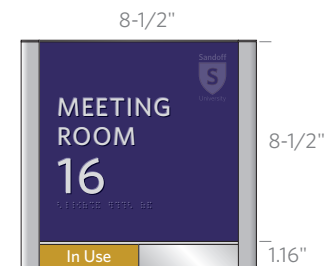 8-1/2"
Sandoff
S
University
MEETING
ROOM
16
8-1/2"
In Use
1.16"